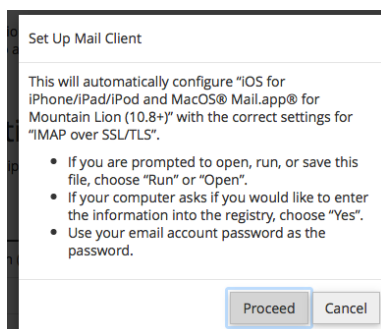 Set Up Mail Client
This will automatically configure “iOS for
iPhone/iPad/iPod and MacOS® Mail.app® for
Mountain Lion (10.8+)” with the correct settings for
“IMAP over SSL/TLS”.
• If you are prompted to open, run, or save this
file, choose “Run” or “Open”.
• If your computer asks if you would like to enter
the information into the registry, choose “Yes”.
• Use your email account password as the
password.
Proceed Cancel